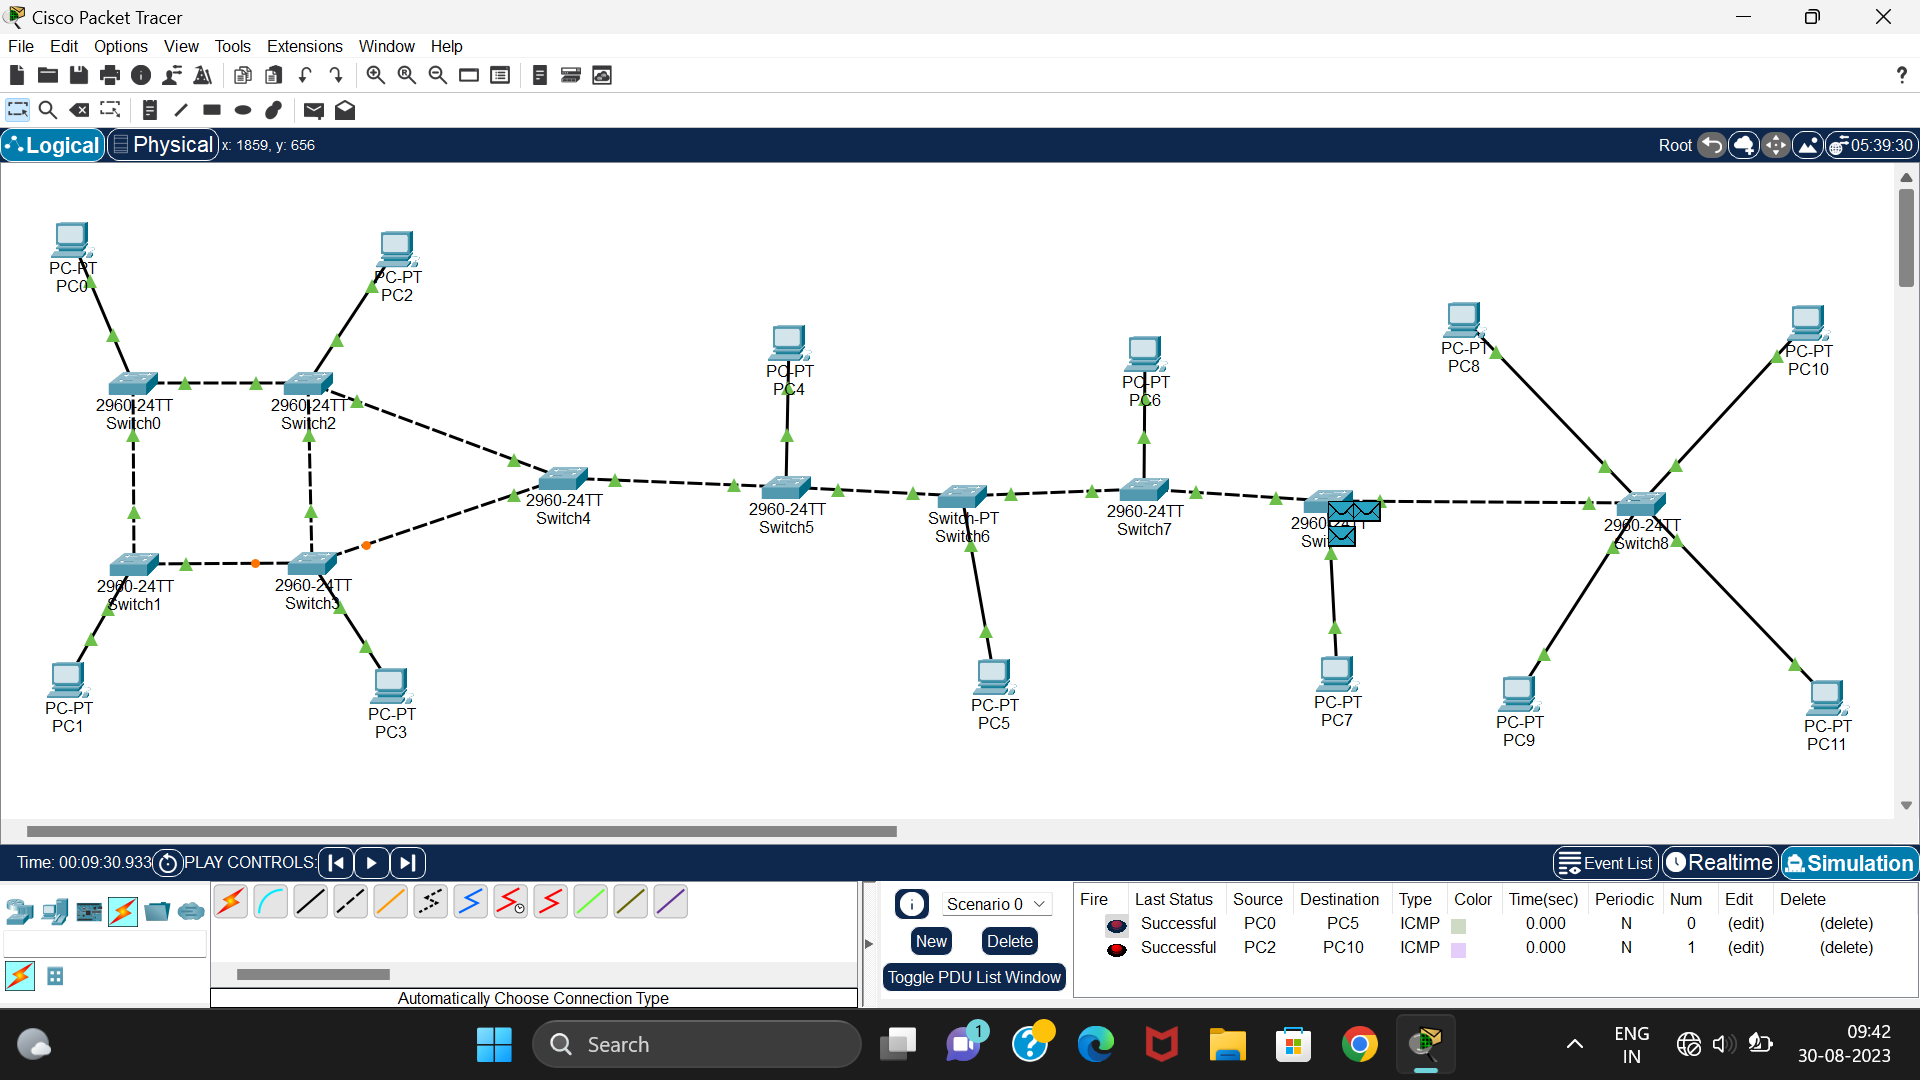 Cisco Packet Tracer
File Edit Options View Tools Extensions Window Help
?
Logical Physical x: 1859, y: 656 Root 05:39:30
PC-PT
PC0
PC-PT
PC2
2960-24TT
Switch0
2960-24TT
Switch2
2960-24TT
Switch1
2960-24TT
Switch3
PC-PT
PC1
PC-PT
PC3
2960-24TT
Switch4
PC-PT
PC4
2960-24TT
Switch5
Switch-PT
Switch6
PC-PT
PC5
PC-PT
PC6
2960-24TT
Switch7
PC-PT
PC7
PC-PT
PC8
PC-PT
PC10
2960-24TT
Switch8
PC-PT
PC9
PC-PT
PC11
Time: 00:09:30.933 PLAY CONTROLS: Event List Realtime Simulation
Automatically Choose Connection Type
Scenario 0
New Delete
Toggle PDU List Window
Fire Last Status Source Destination Type Color Time(sec) Periodic Num Edit Delete
Successful PC0 PC5 ICMP 0.000 N 0 (edit) (delete)
Successful PC2 PC10 ICMP 0.000 N 1 (edit) (delete)
Search
1
ENG
IN
09:42
30-08-2023